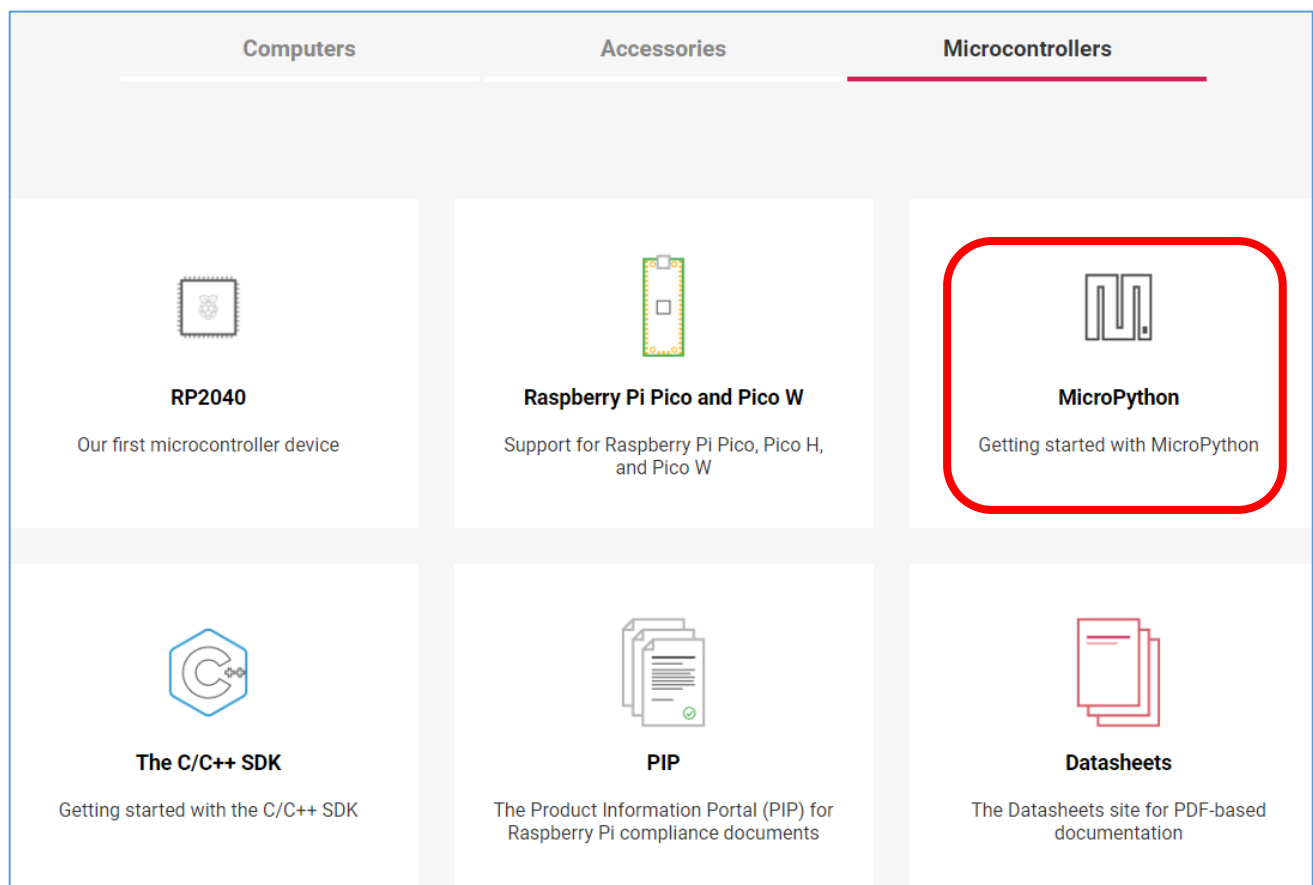 Computers
Accessories
Microcontrollers
RP2040
Our first microcontroller device
Raspberry Pi Pico and Pico W
Support for Raspberry Pi Pico, Pico H,
and Pico W
MicroPython
Getting started with MicroPython
The C/C++ SDK
Getting started with the C/C++ SDK
PIP
The Product Information Portal (PIP) for
Raspberry Pi compliance documents
Datasheets
The Datasheets site for PDF-based
documentation